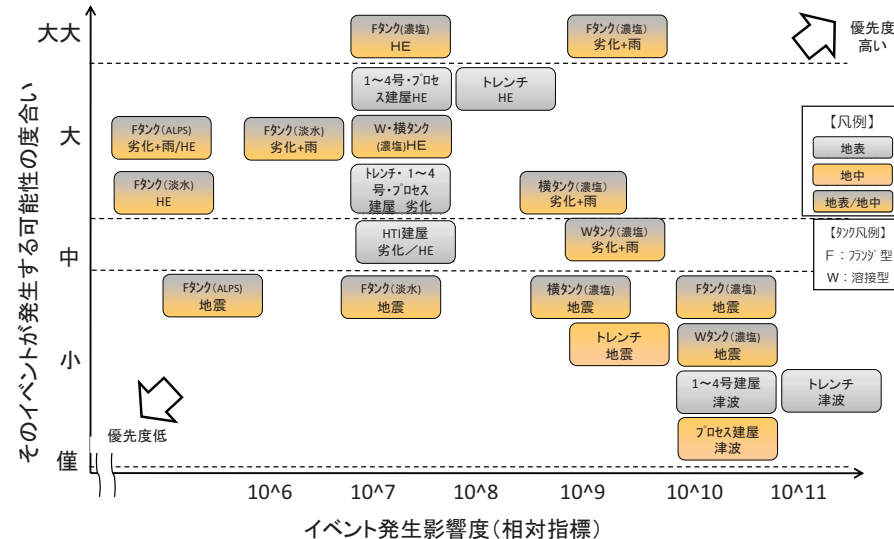 そのイベントが発生する可能性の度合い
大大
大
中
小
僅
優先度
高い
優先度低
Fタンク(濃塩)
HE
Fタンク(濃塩)
劣化+雨
1~4号・プロセ
ス建屋HE
トレンチ
HE
Fタンク(ALPS)
劣化+雨/HE
Fタンク(淡水)
劣化+雨
W・横タンク
(濃塩)HE
Fタンク(淡水)
HE
トレンチ・1~4
号・プロセス
建屋 劣化
横タンク(濃塩)
劣化+雨
HTI建屋
劣化/HE
Wタンク(濃塩)
劣化+雨
Fタンク(ALPS)
地震
Fタンク(淡水)
地震
横タンク(濃塩)
地震
Fタンク(濃塩)
地震
トレンチ
地震
Wタンク(濃塩)
地震
1~4号建屋
津波
トレンチ
津波
プロセス建屋
津波
【凡例】
地表
地中
地表/地中
【タンク凡例】
F:フランジ型
W:溶接型
10^6
10^7
10^8
10^9
10^10
10^11
イベント発生影響度(相対指標)